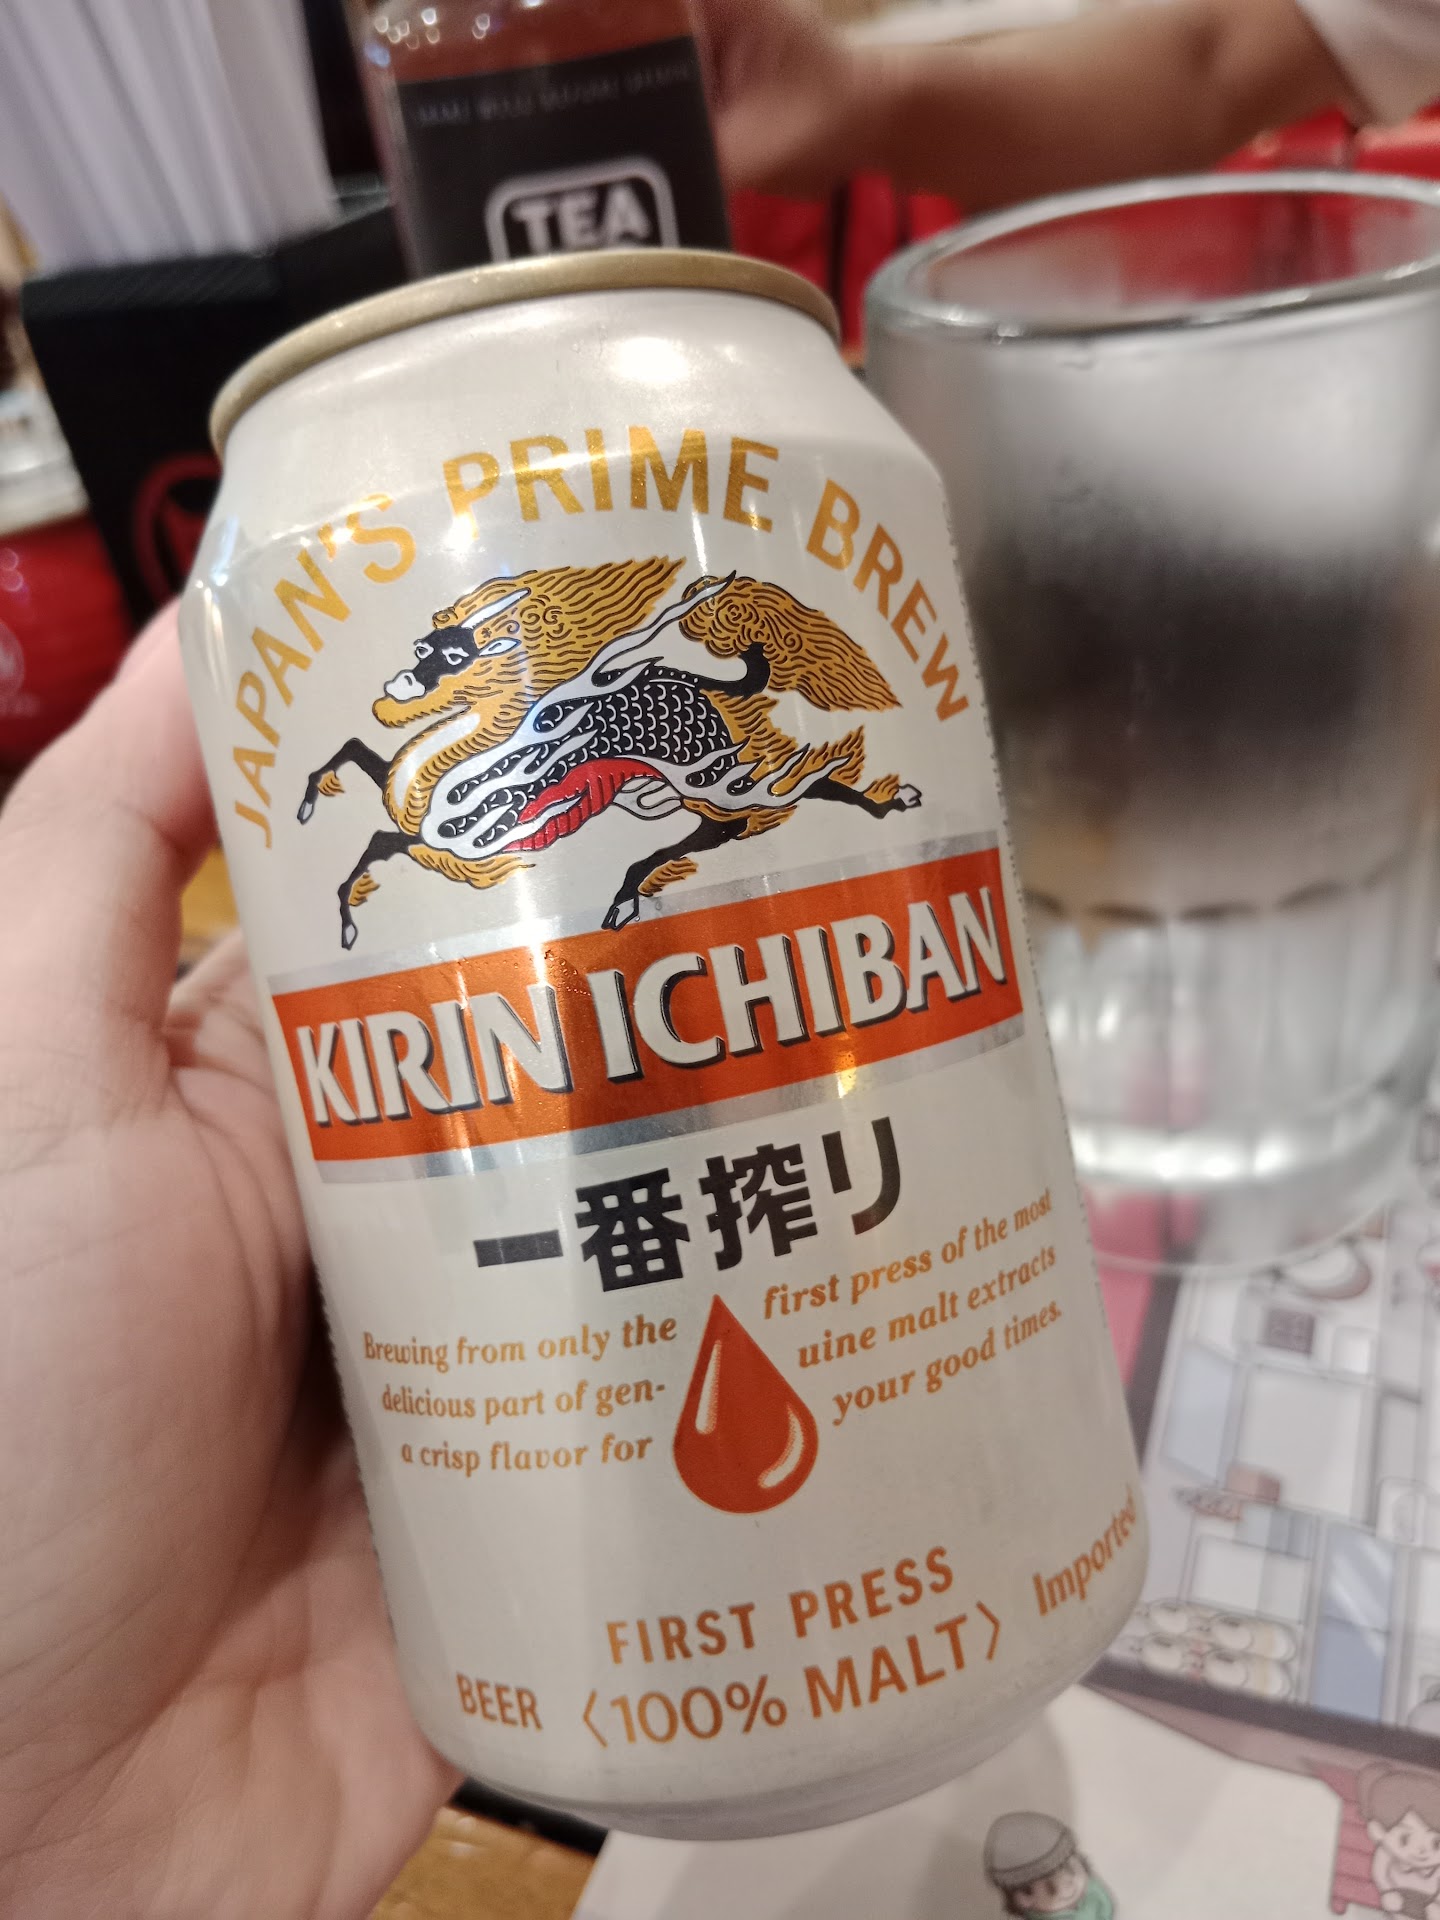 TEA
JAPAN'S PRIME BREW
KIRIN ICHIBAN
一番搾り
Brewing from only the first press of the most
delicious part of gen- uine malt extracts
a crisp flavor for your good times.
FIRST PRESS
BEER 〈100% MALT〉 Imported